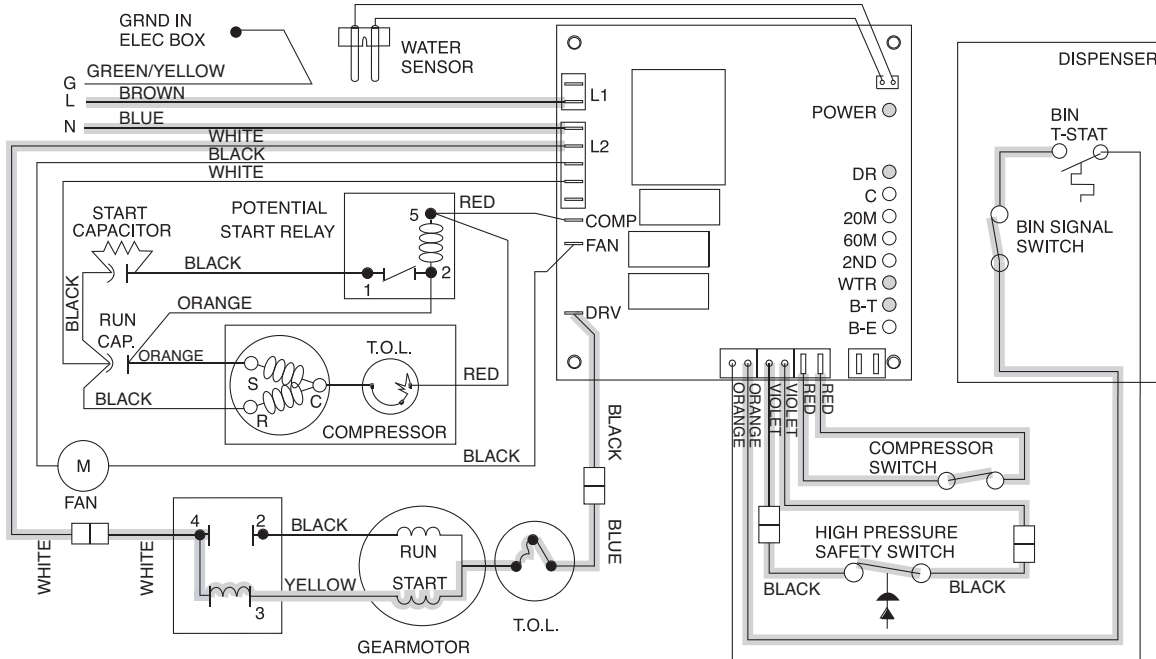 GRND IN
ELEC BOX
WATER
SENSOR
DISPENSER
G
GREEN/YELLOW
L
BROWN
L1
POWER
N
BLUE
BIN
T-STAT
WHITE
L2
BLACK
WHITE
DR
C
20M
60M
2ND
WTR
B-T
B-E
BIN SIGNAL
SWITCH
START
CAPACITOR
POTENTIAL
START RELAY
5
RED
COMP
FAN
BLACK
1
2
BLACK
ORANGE
DRV
RUN
CAP.
ORANGE
T.O.L.
S
C
R
RED
BLACK
COMPRESSOR
ORANGE
ORANGE
VIOLET
VIOLET
RED
RED
BLACK
COMPRESSOR
SWITCH
M
FAN
BLACK
4
2
BLACK
RUN
BLUE
HIGH PRESSURE
SAFETY SWITCH
WHITE
WHITE
YELLOW
START
3
BLACK
BLACK
GEARMOTOR
T.O.L.